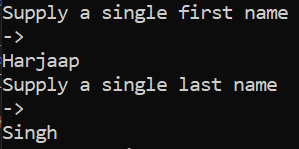 Supply a single first name
->
Harjaap
Supply a single last name
->
Singh